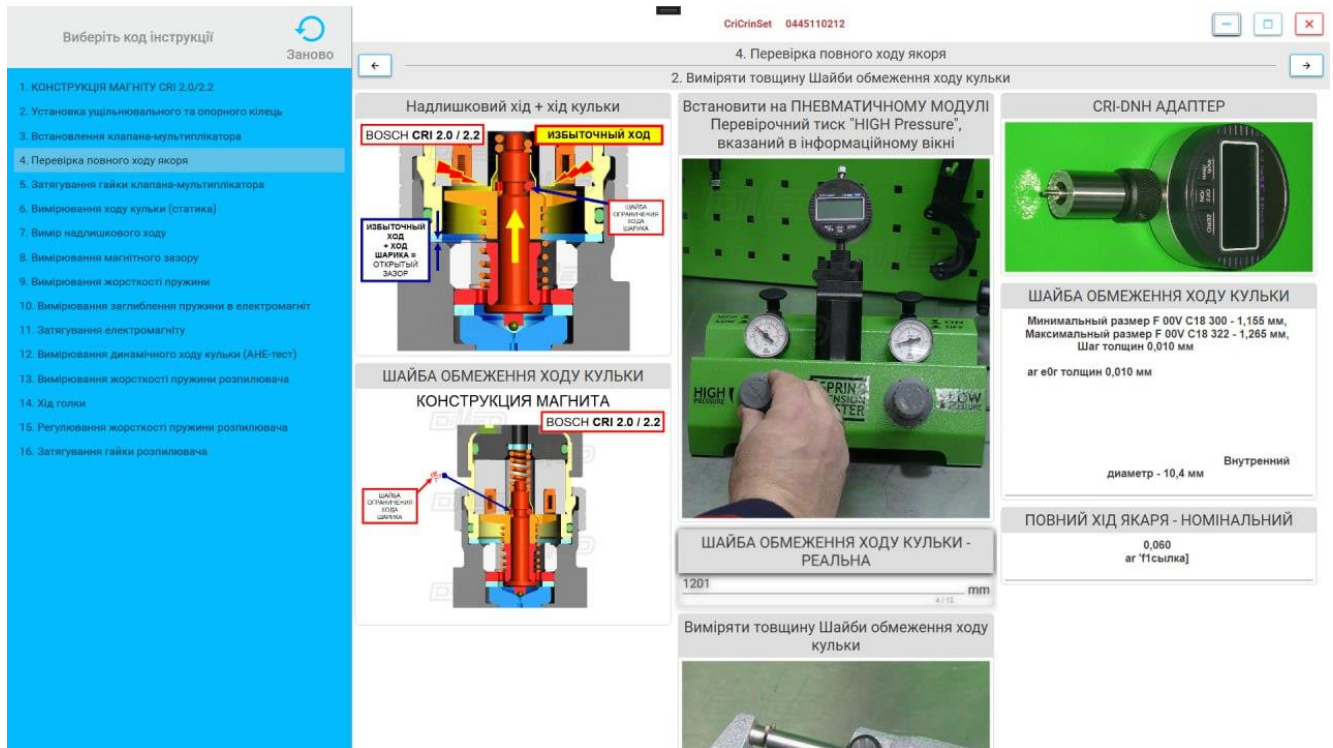 Виберіть код інструкції
Заново
1. КОНСТРУКЦІЯ МАГНІТУ CRI 2.0/2.2
2. Установка ущільнювального та опорного кілець
3. Встановлення клапана-мультиплікатора
4. Перевірка повного ходу якоря
5. Затягування гайки клапана-мультиплікатора
6. Вимірювання ходу кульки (статика)
7. Вимір надлишкового ходу
8. Вимірювання магнітного зазору
9. Вимірювання жорсткості пружини
10. Вимірювання заглиблення пружини в електромагніт
11. Затягування електромагніту
12. Вимірювання динамічного ходу кульки (АНЕ-тест)
13. Вимірювання жорсткості пружини розпилювача
14. Хід голки
15. Регулювання жорсткості пружини розпилювача
16. Затягування гайки розпилювача
CriCrinSet 0445110212
4. Перевірка повного ходу якоря
2. Виміряти товщину Шайби обмеження ходу кульки
Надлишковий хід + хід кульки
BOSCH CRI 2.0 / 2.2
ИЗБЫТОЧНЫЙ ХОД
ШАЙБА
ОГРАНИЧЕНИЯ
ХОДА
ШАРИКА
ИЗБЫТОЧНЫЙ
ХОД
+ ХОД
ШАРИКА =
ОТКРЫТЫЙ
ЗАЗОР
ШАЙБА ОБМЕЖЕННЯ ХОДУ КУЛЬКИ
КОНСТРУКЦИЯ МАГНИТА
BOSCH CRI 2.0 / 2.2
ШАЙБА
ОГРАНИЧЕНИЯ
ХОДА
ШАРИКА
Встановити на ПНЕВМАТИЧНОМУ МОДУЛІ
Перевірочний тиск "HIGH Pressure",
вказаний в інформаційному вікні
HIGH
PRESSURE
LOW
PRESSURE
ON
OFF
ШАЙБА ОБМЕЖЕННЯ ХОДУ КУЛЬКИ -
РЕАЛЬНА
1201
mm
4 / 12
Виміряти товщину Шайби обмеження ходу
кульки
CRI-DNH АДАПТЕР
OFF
ON
ZERO
ШАЙБА ОБМЕЖЕННЯ ХОДУ КУЛЬКИ
Минимальный размер F 00V C18 300 - 1,155 мм,
Максимальный размер F 00V C18 322 - 1,265 мм,
Шаг толщин 0,010 мм
аг е0г толщин 0,010 мм
Внутренний
диаметр - 10,4 мм
ПОВНИЙ ХІД ЯКАРЯ - НОМІНАЛЬНИЙ
0,060
аг 'f1сылка]